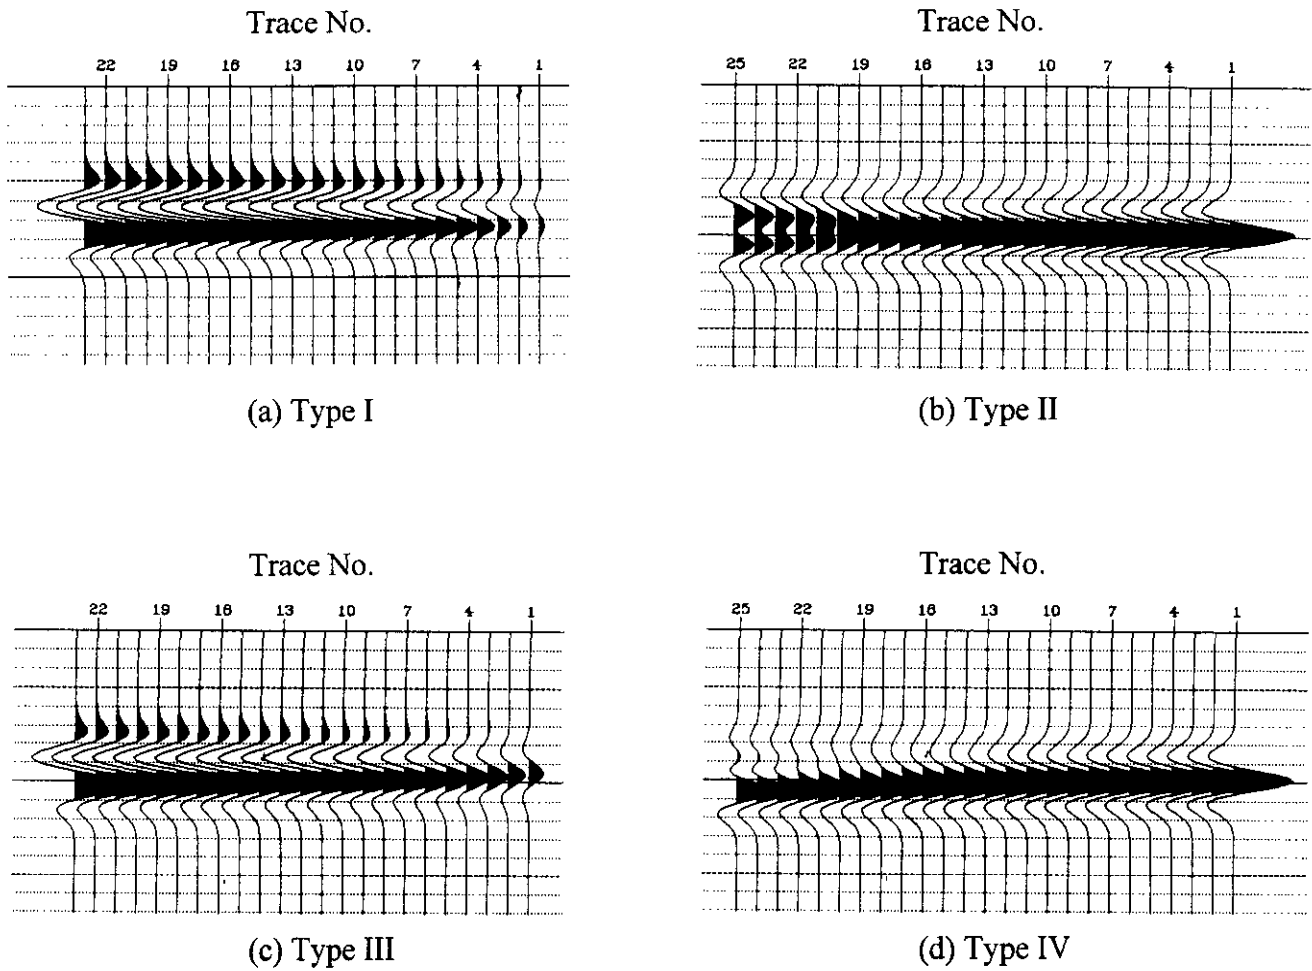 Trace No.
22 19 16 13 10 7 4 1
(a) Type I
Trace No.
25 22 19 16 13 10 7 4 1
(b) Type II
Trace No.
22 19 16 13 10 7 4 1
(c) Type III
Trace No.
25 22 19 16 13 10 7 4 1
(d) Type IV